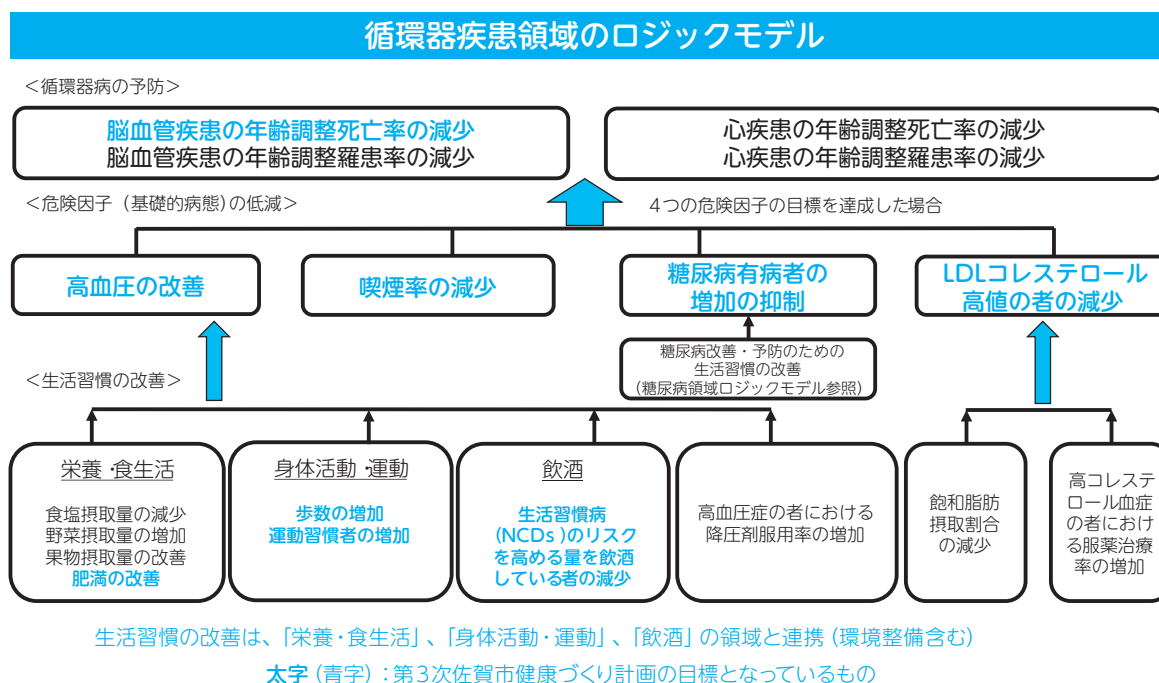 循環器疾患領域のロジックモデル
＜循環器病の予防＞
脳血管疾患の年齢調整死亡率の減少
脳血管疾患の年齢調整羅患率の減少
心疾患の年齢調整死亡率の減少
心疾患の年齢調整羅患率の減少
＜危険因子（基礎的病態）の低減＞
４つの危険因子の目標を達成した場合
高血圧の改善
喫煙率の減少
糖尿病有病者の
増加の抑制
LDLコレステロール
高値の者の減少
糖尿病改善・予防のための
生活習慣の改善
（糖尿病領域ロジックモデル参照）
＜生活習慣の改善＞
栄養・食生活
食塩摂取量の減少
野菜摂取量の増加
果物摂取量の改善
肥満の改善
身体活動・運動
歩数の増加
運動習慣者の増加
飲酒
生活習慣病
(NCDs )のリスク
を高める量を飲酒
している者の減少
高血圧症の者における
降圧剤服用率の増加
飽和脂肪
摂取割合
の減少
高コレステ
ロール血症
の者におけ
る服薬治療
率の増加
生活習慣の改善は、「栄養・食生活」、「身体活動・運動」、「飲酒」の領域と連携（環境整備含む）
太字（青字）：第３次佐賀市健康づくり計画の目標となっているもの